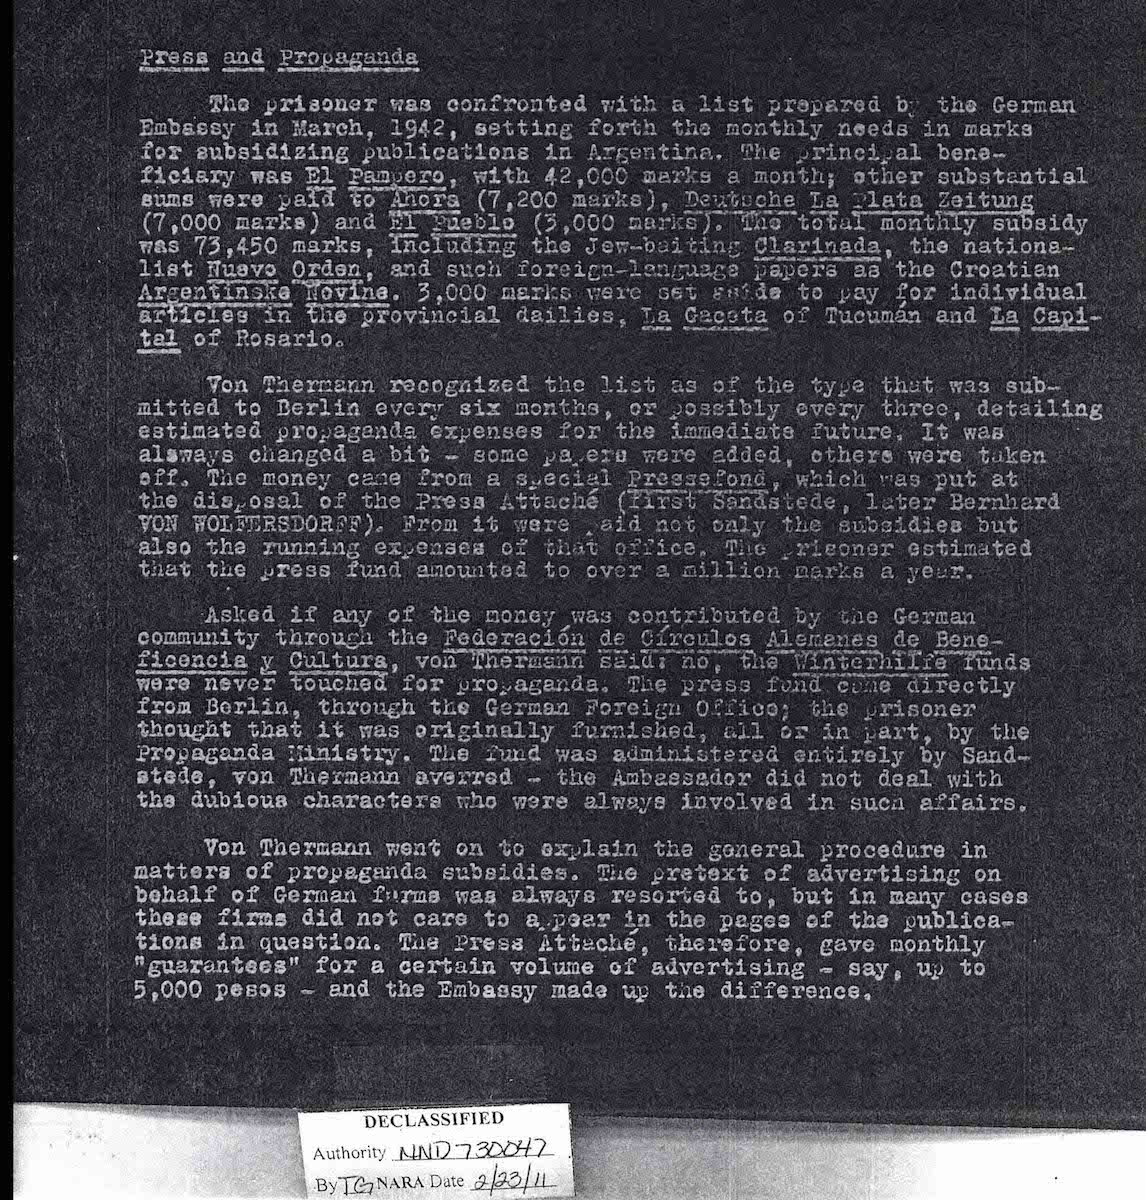 Press and Propaganda
The prisoner was confronted with a list prepared by the German
Embassy in March, 1942, setting forth the monthly needs in marks
for subsidizing publications in Argentina. The principal bene-
ficiary was El Pampero, with 42,000 marks a month; other substantial
sums were paid to Ahora (7,200 marks), Deutsche La Plata Zeitung
(7,000 marks) and El Pueblo (3,000 marks). The total monthly subsidy
was 73,450 marks, including the Jew-baiting Clarinada, the nationa-
list Nuevo Orden, and such foreign-language papers as the Croatian
Argentinske Novine. 3,000 marks were set aside to pay for individual
articles in the provincial dailies, La Gaceta of Tucumán and La Capi-
tal of Rosario.
Von Thermann recognized the list as of the type that was sub-
mitted to Berlin every six months, or possibly every three, detailing
estimated propaganda expenses for the immediate future. It was
always changed a bit - some papers were added, others were taken
off. The money came from a special Pressefond, which was put at
the disposal of the Press Attaché (first Sandstede, later Bernhard
VON WOLFERSDORFF). From it were paid not only the subsidies but
also the running expenses of that office. The prisoner estimated
that the press fund amounted to over a million marks a year.
Asked if any of the money was contributed by the German
community through the Federación de Círculos Alemanes de Bene-
ficencia y Cultura, von Thermann said: no, the Winterhilfe funds
were never touched for propaganda. The press fund came directly
from Berlin, through the German Foreign Office; the prisoner
thought that it was originally furnished, all or in part, by the
Propaganda Ministry. The fund was administered entirely by Sand-
stede, von Thermann averred - the Ambassador did not deal with
the dubious characters who were always involved in such affairs.
Von Thermann went on to explain the general procedure in
matters of propaganda subsidies. The pretext of advertising on
behalf of German firms was always resorted to, but in many cases
these firms did not care to appear in the pages of the publica-
tions in question. The Press Attaché, therefore, gave monthly
"guarantees" for a certain volume of advertising - say, up to
5,000 pesos - and the Embassy made up the difference.
DECLASSIFIED
Authority NND 730047
By TG NARA Date 2/23/11